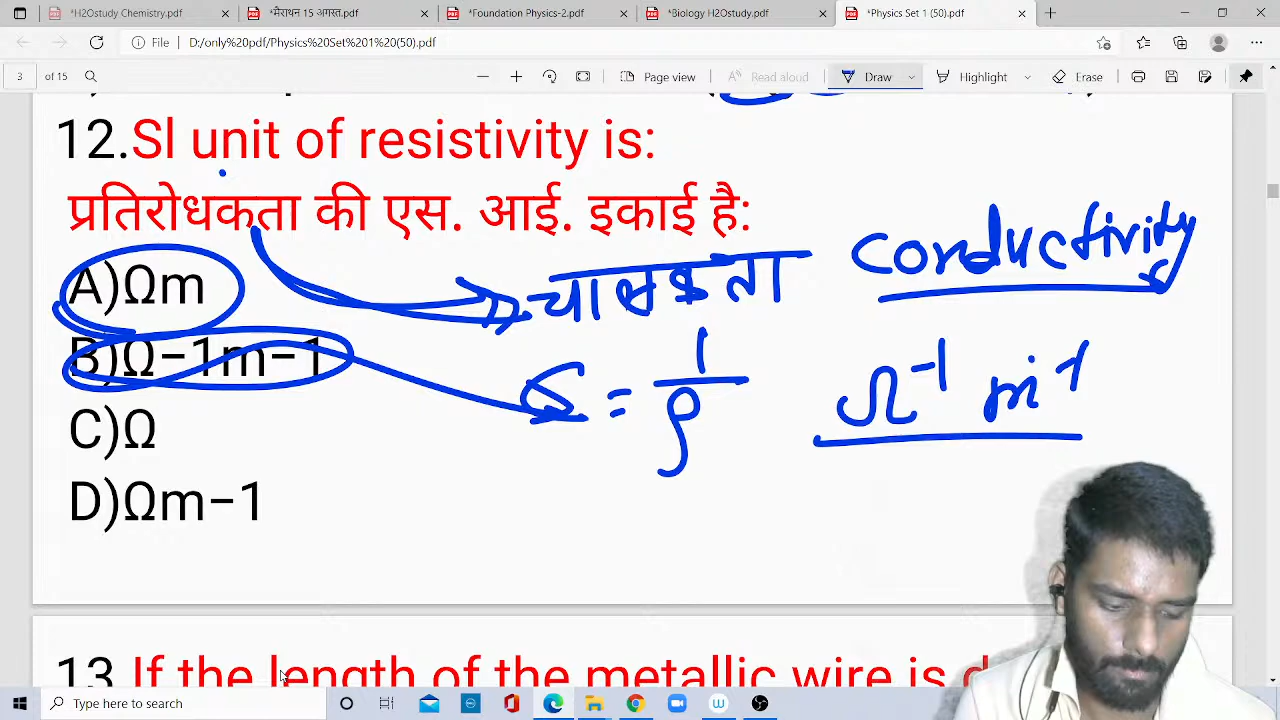 *H2Ostudy Chemistry.pdf
*मैराथन 15 अगस्त.pdf
*Foundation Physics-2.pdf
*Biology H2Ostudy.pdf
*Physics Set 1 (50).pdf
File D:/only%20pdf/Physics%20Set%201%20(50).pdf
3 of 15 Page view Read aloud Draw Highlight Erase
12.Sl unit of resistivity is:
प्रतिरोधकता की एस. आई. इकाई है:
Conductivity
A)Ωm
चालकता
B)Ω−1m−1
σ = 1/ρ Ω⁻¹ m⁻¹
C)Ω
D)Ωm−1
13 If the length of the metallic wire is d
Type here to search